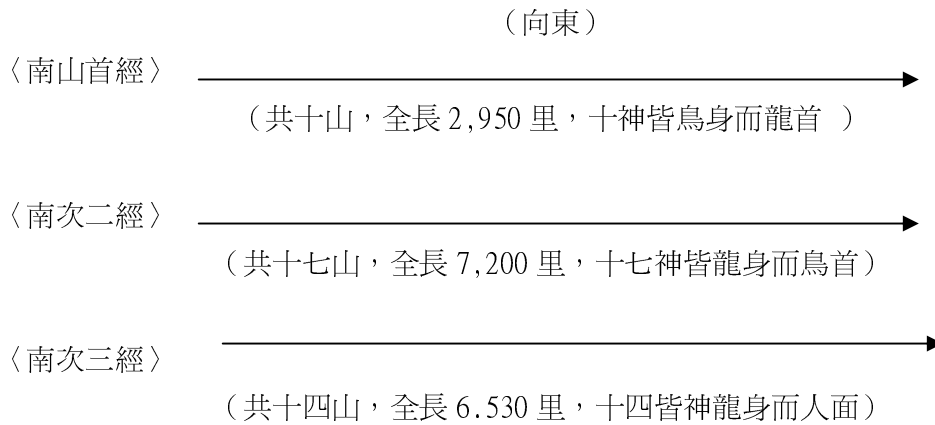 （向東）
〈南山首經〉
（共十山，全長 2,950 里，十神皆鳥身而龍首 ）
〈南次二經〉
（共十七山，全長 7,200 里，十七神皆龍身而鳥首）
〈南次三經〉
（共十四山，全長 6.530 里，十四皆神龍身而人面）